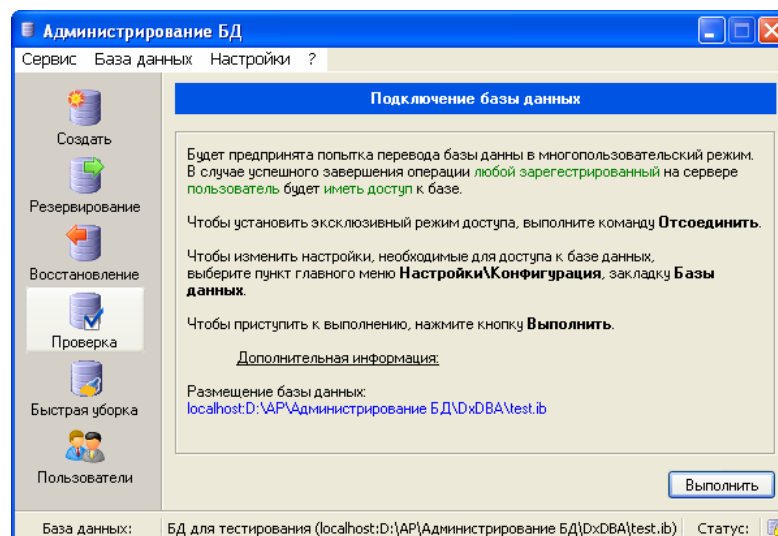 Администрирование БД
Сервис База данных Настройки ?
Подключение базы данных
Создать
Резервирование
Восстановление
Проверка
Быстрая уборка
Пользователи
Будет предпринята попытка перевода базы данны в многопользовательский режим.
В случае успешного завершения операции любой зарегестрированный на сервере
пользователь будет иметь доступ к базе.
Чтобы установить эксклюзивный режим доступа, выполните команду Отсоединить.
Чтобы изменить настройки, необходимые для доступа к базе данных,
выберите пункт главного меню Настройки\Конфигурация, закладку Базы
данных.
Чтобы приступить к выполнению, нажмите кнопку Выполнить.
Дополнительная информация:
Размещение базы данных:
localhost:D:\AP\Администрирование БД\DxDBA\test.ib
Выполнить
База данных: БД для тестирования (localhost:D:\AP\Администрирование БД\DxDBA\test.ib) Статус: